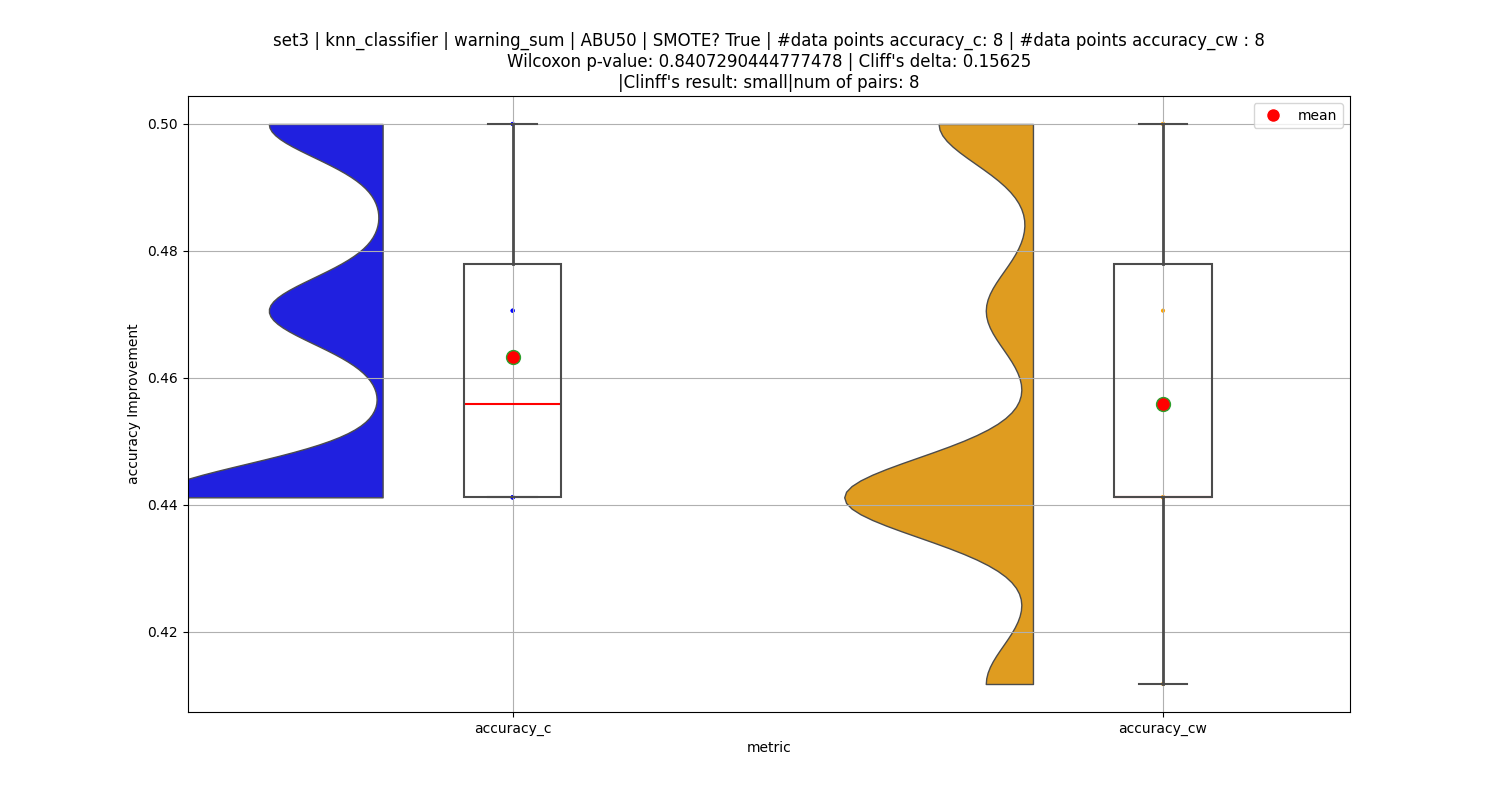 set3 | knn_classifier | warning_sum | ABU50 | SMOTE? True | #data points accuracy_c: 8 | #data points accuracy_cw : 8
Wilcoxon p-value: 0.8407290444777478 | Cliff's delta: 0.15625
|Clinff's result: small|num of pairs: 8
mean
0.50
0.48
0.46
0.44
0.42
accuracy Improvement
accuracy_c
accuracy_cw
metric